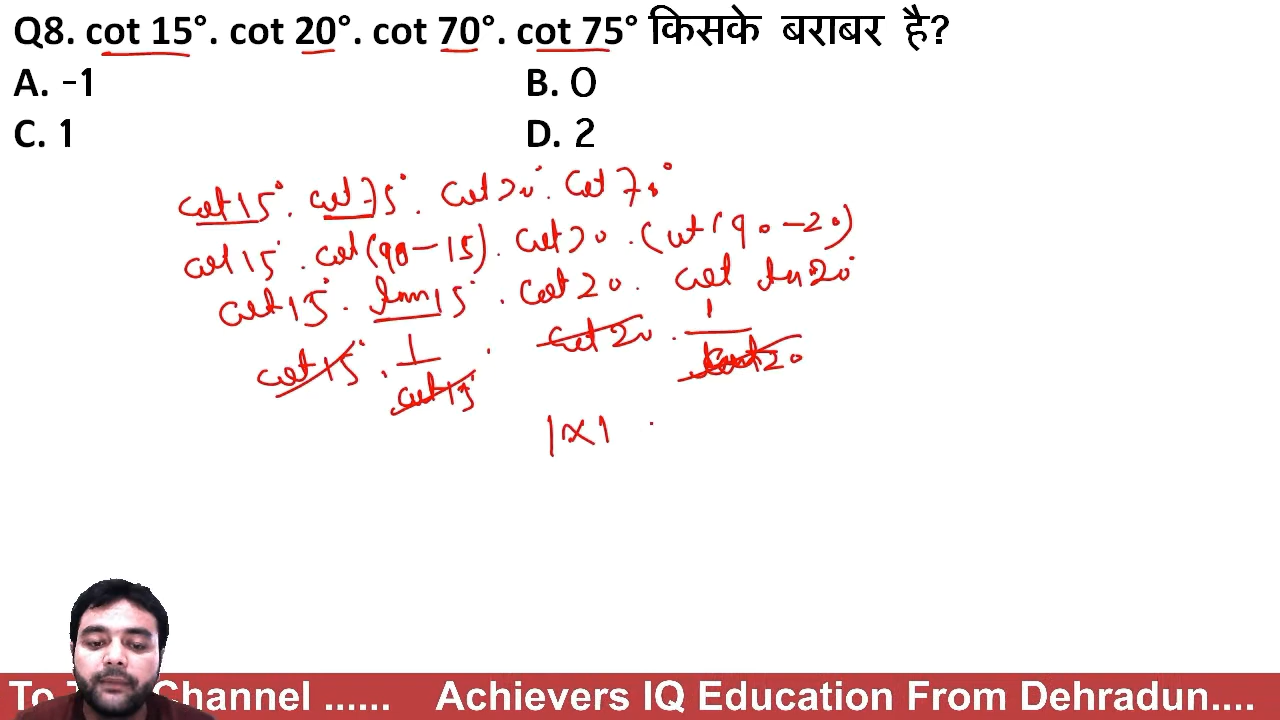 Q8. cot 15°. cot 20°. cot 70°. cot 75° किसके बराबर है?
A. -1 B. 0
C. 1 D. 2
cot 15°. cot 75°. cot 20°. cot 70°
cot 15°. cot(90-15). cot 20. cot(90-20)
cot 15°. tan 15°. cot 20. cot tan 20°
cot 15°. 1/cot 15°. cot 20. 1/cot 20
1×1
To T Channel ...... Achievers IQ Education From Dehradun....